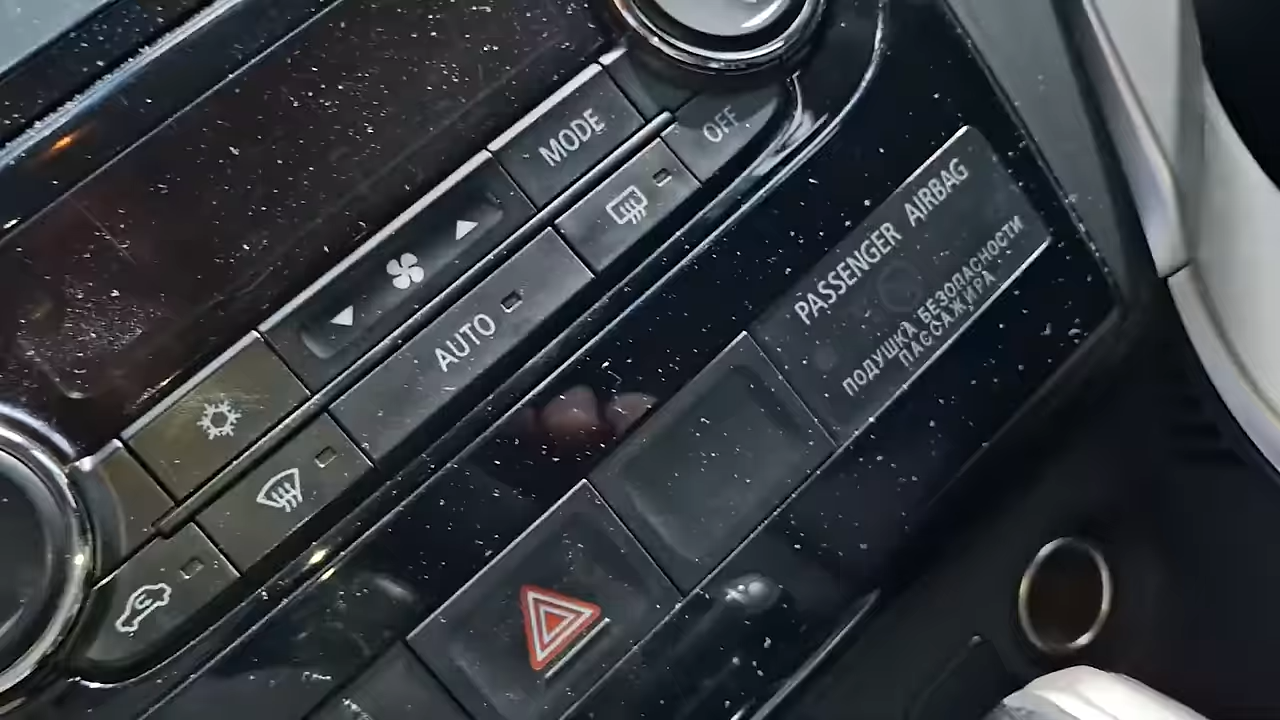 MODE
OFF
AUTO
PASSENGER AIRBAG
ПОДУШКА БЕЗОПАСНОСТИ
ПАССАЖИРА